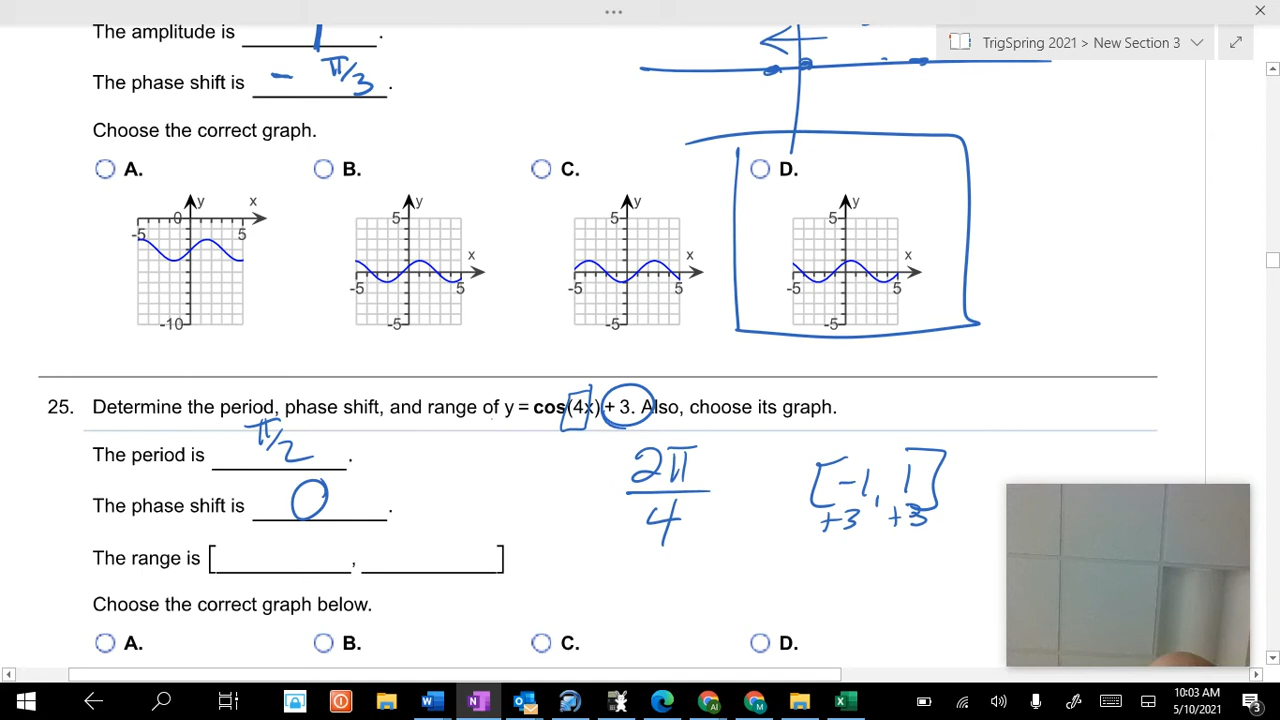 TrigSpring 2021 > New Section 3
The amplitude is 1.
The phase shift is - π/3.
Choose the correct graph.
A. B. C. D.
y x 0 -5 5 -10
y x 5 -5 5 -5
y x 5 -5 5 -5
y x 5 -5 5 -5
25. Determine the period, phase shift, and range of y = cos(4x) + 3. Also, choose its graph.
The period is π/2.
2π/4
[-1, 1]
+3 +3
The phase shift is 0.
The range is [______, ______]
Choose the correct graph below.
A. B. C. D.
10:03 AM
5/10/2021
3